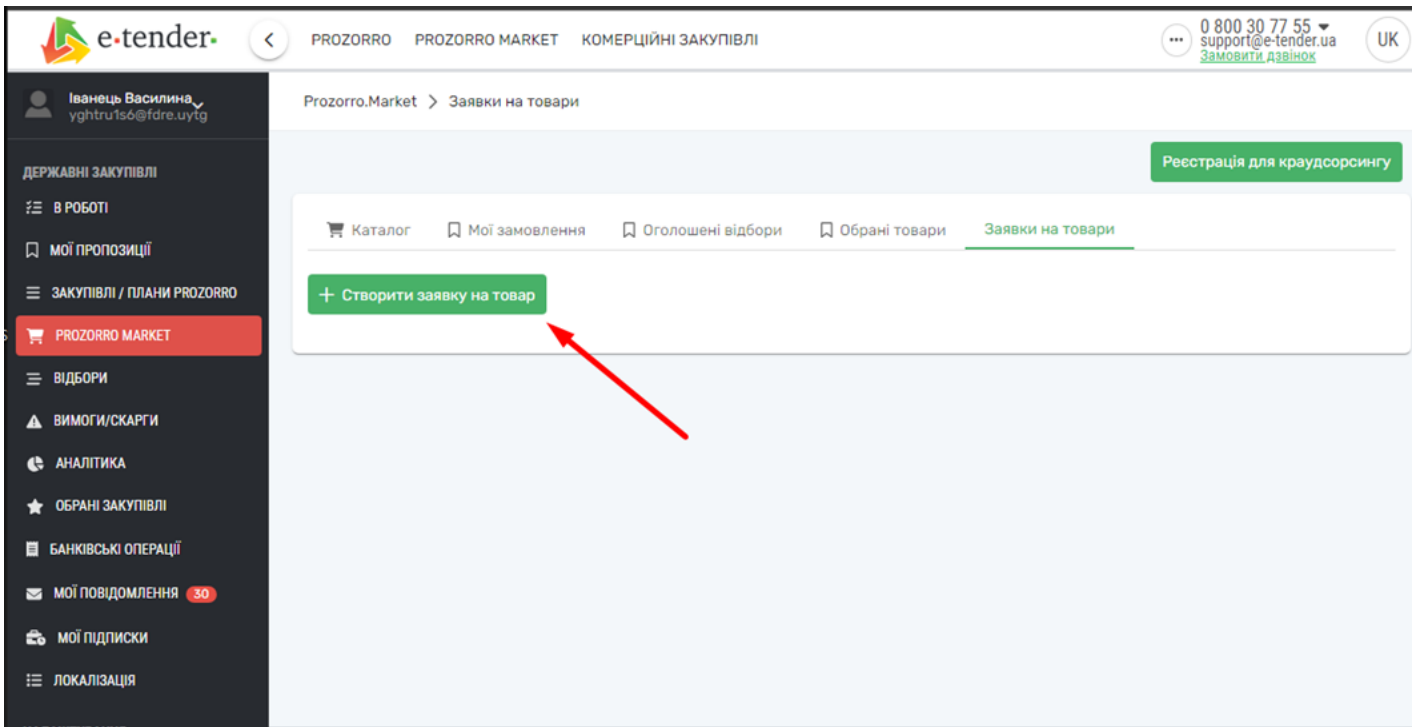 e-tender
PROZORRO PROZORRO MARKET КОМЕРЦІЙНІ ЗАКУПІВЛІ
0 800 30 77 55
support@e-tender.ua
Замовити дзвінок
UK
Іванець Василина
yghtru1s6@fdre.uytg
Prozorro.Market > Заявки на товари
ДЕРЖАВНІ ЗАКУПІВЛІ
Реєстрація для краудсорсингу
В РОБОТІ
Каталог Мої замовлення Оголошені відбори Обрані товари Заявки на товари
МОЇ ПРОПОЗИЦІЇ
ЗАКУПІВЛІ / ПЛАНИ PROZORRO
+ Створити заявку на товар
PROZORRO MARKET
ВІДБОРИ
ВИМОГИ/СКАРГИ
АНАЛІТИКА
ОБРАНІ ЗАКУПІВЛІ
БАНКІВСЬКІ ОПЕРАЦІЇ
МОЇ ПОВІДОМЛЕННЯ 30
МОЇ ПІДПИСКИ
ЛОКАЛІЗАЦІЯ